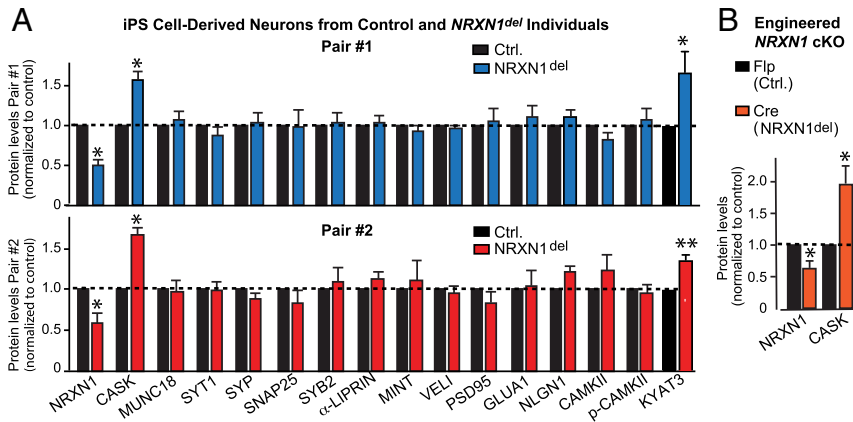 A
iPS Cell-Derived Neurons from Control and NRXN1del Individuals
Pair #1
Ctrl.
NRXN1del
Protein levels Pair #1
(normalized to control)
1.5
1.0
0.5
0
*
*
*
Pair #2
Ctrl.
NRXN1del
Protein levels Pair #2
(normalized to control)
1.5
1.0
0.5
0
*
*
**
NRXN1
CASK
MUNC18
SYT1
SYP
SNAP25
SYB2
α-LIPRIN
MINT
VELI
PSD95
GLUA1
NLGN1
CAMKII
p-CAMKII
KYAT3
B
Engineered
NRXN1 cKO
Flp
(Ctrl.)
Cre
(NRXN1del)
Protein levels
(normalized to control)
2.0
1.5
1.0
0.5
0
*
*
NRXN1
CASK